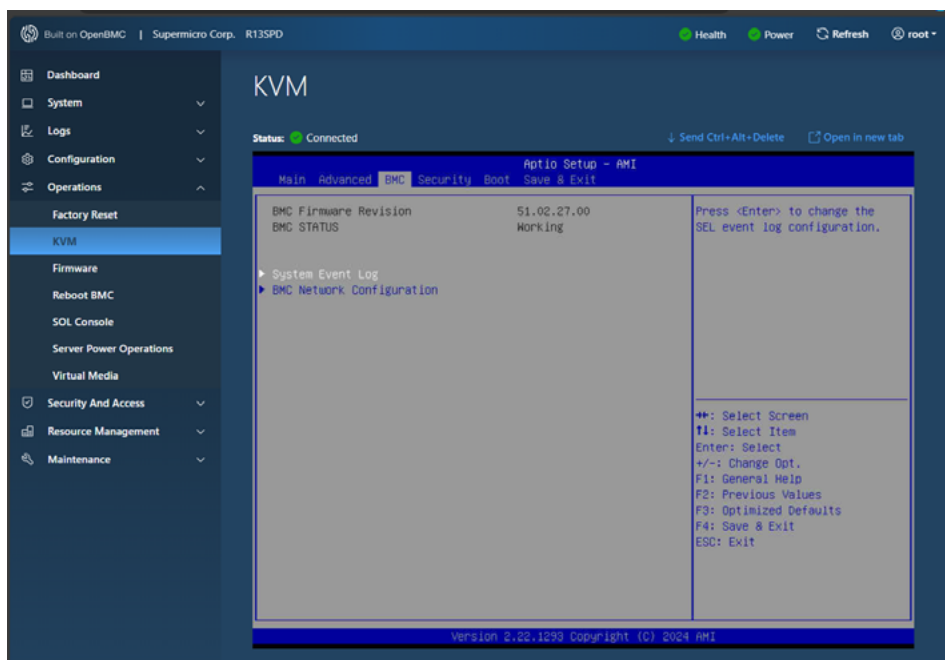 Built on OpenBMC | Supermicro Corp. R13SPD
Health Power Refresh root
Dashboard
System
Logs
Configuration
Operations
Factory Reset
KVM
Firmware
Reboot BMC
SOL Console
Server Power Operations
Virtual Media
Security And Access
Resource Management
Maintenance
KVM
Status: Connected
Send Ctrl+Alt+Delete Open in new tab
Aptio Setup - AMI
Main Advanced BMC Security Boot Save & Exit
BMC Firmware Revision 51.02.27.00
BMC STATUS Working
System Event Log
BMC Network Configuration
Press <Enter> to change the
SEL event log configuration.
→←: Select Screen
↑↓: Select Item
Enter: Select
+/-: Change Opt.
F1: General Help
F2: Previous Values
F3: Optimized Defaults
F4: Save & Exit
ESC: Exit
Version 2.22.1293 Copyright (C) 2024 AMI